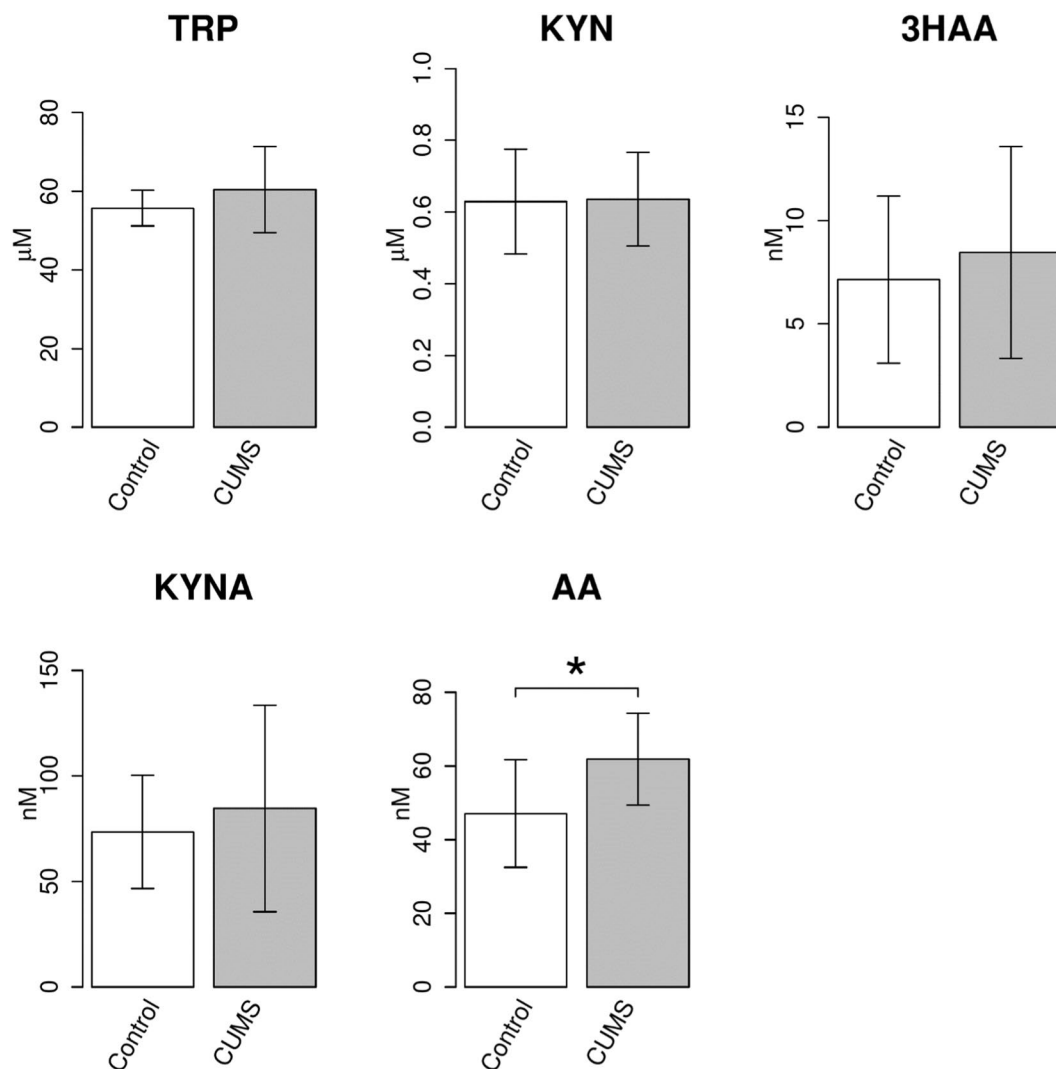 TRP
KYN
3HAA
80
60
40
20
0
μM
Control
CUMS
1.0
0.8
0.6
0.4
0.2
0.0
μM
Control
CUMS
15
10
5
0
nM
Control
CUMS
KYNA
AA
150
100
50
0
nM
Control
CUMS
*
80
60
40
20
0
nM
Control
CUMS